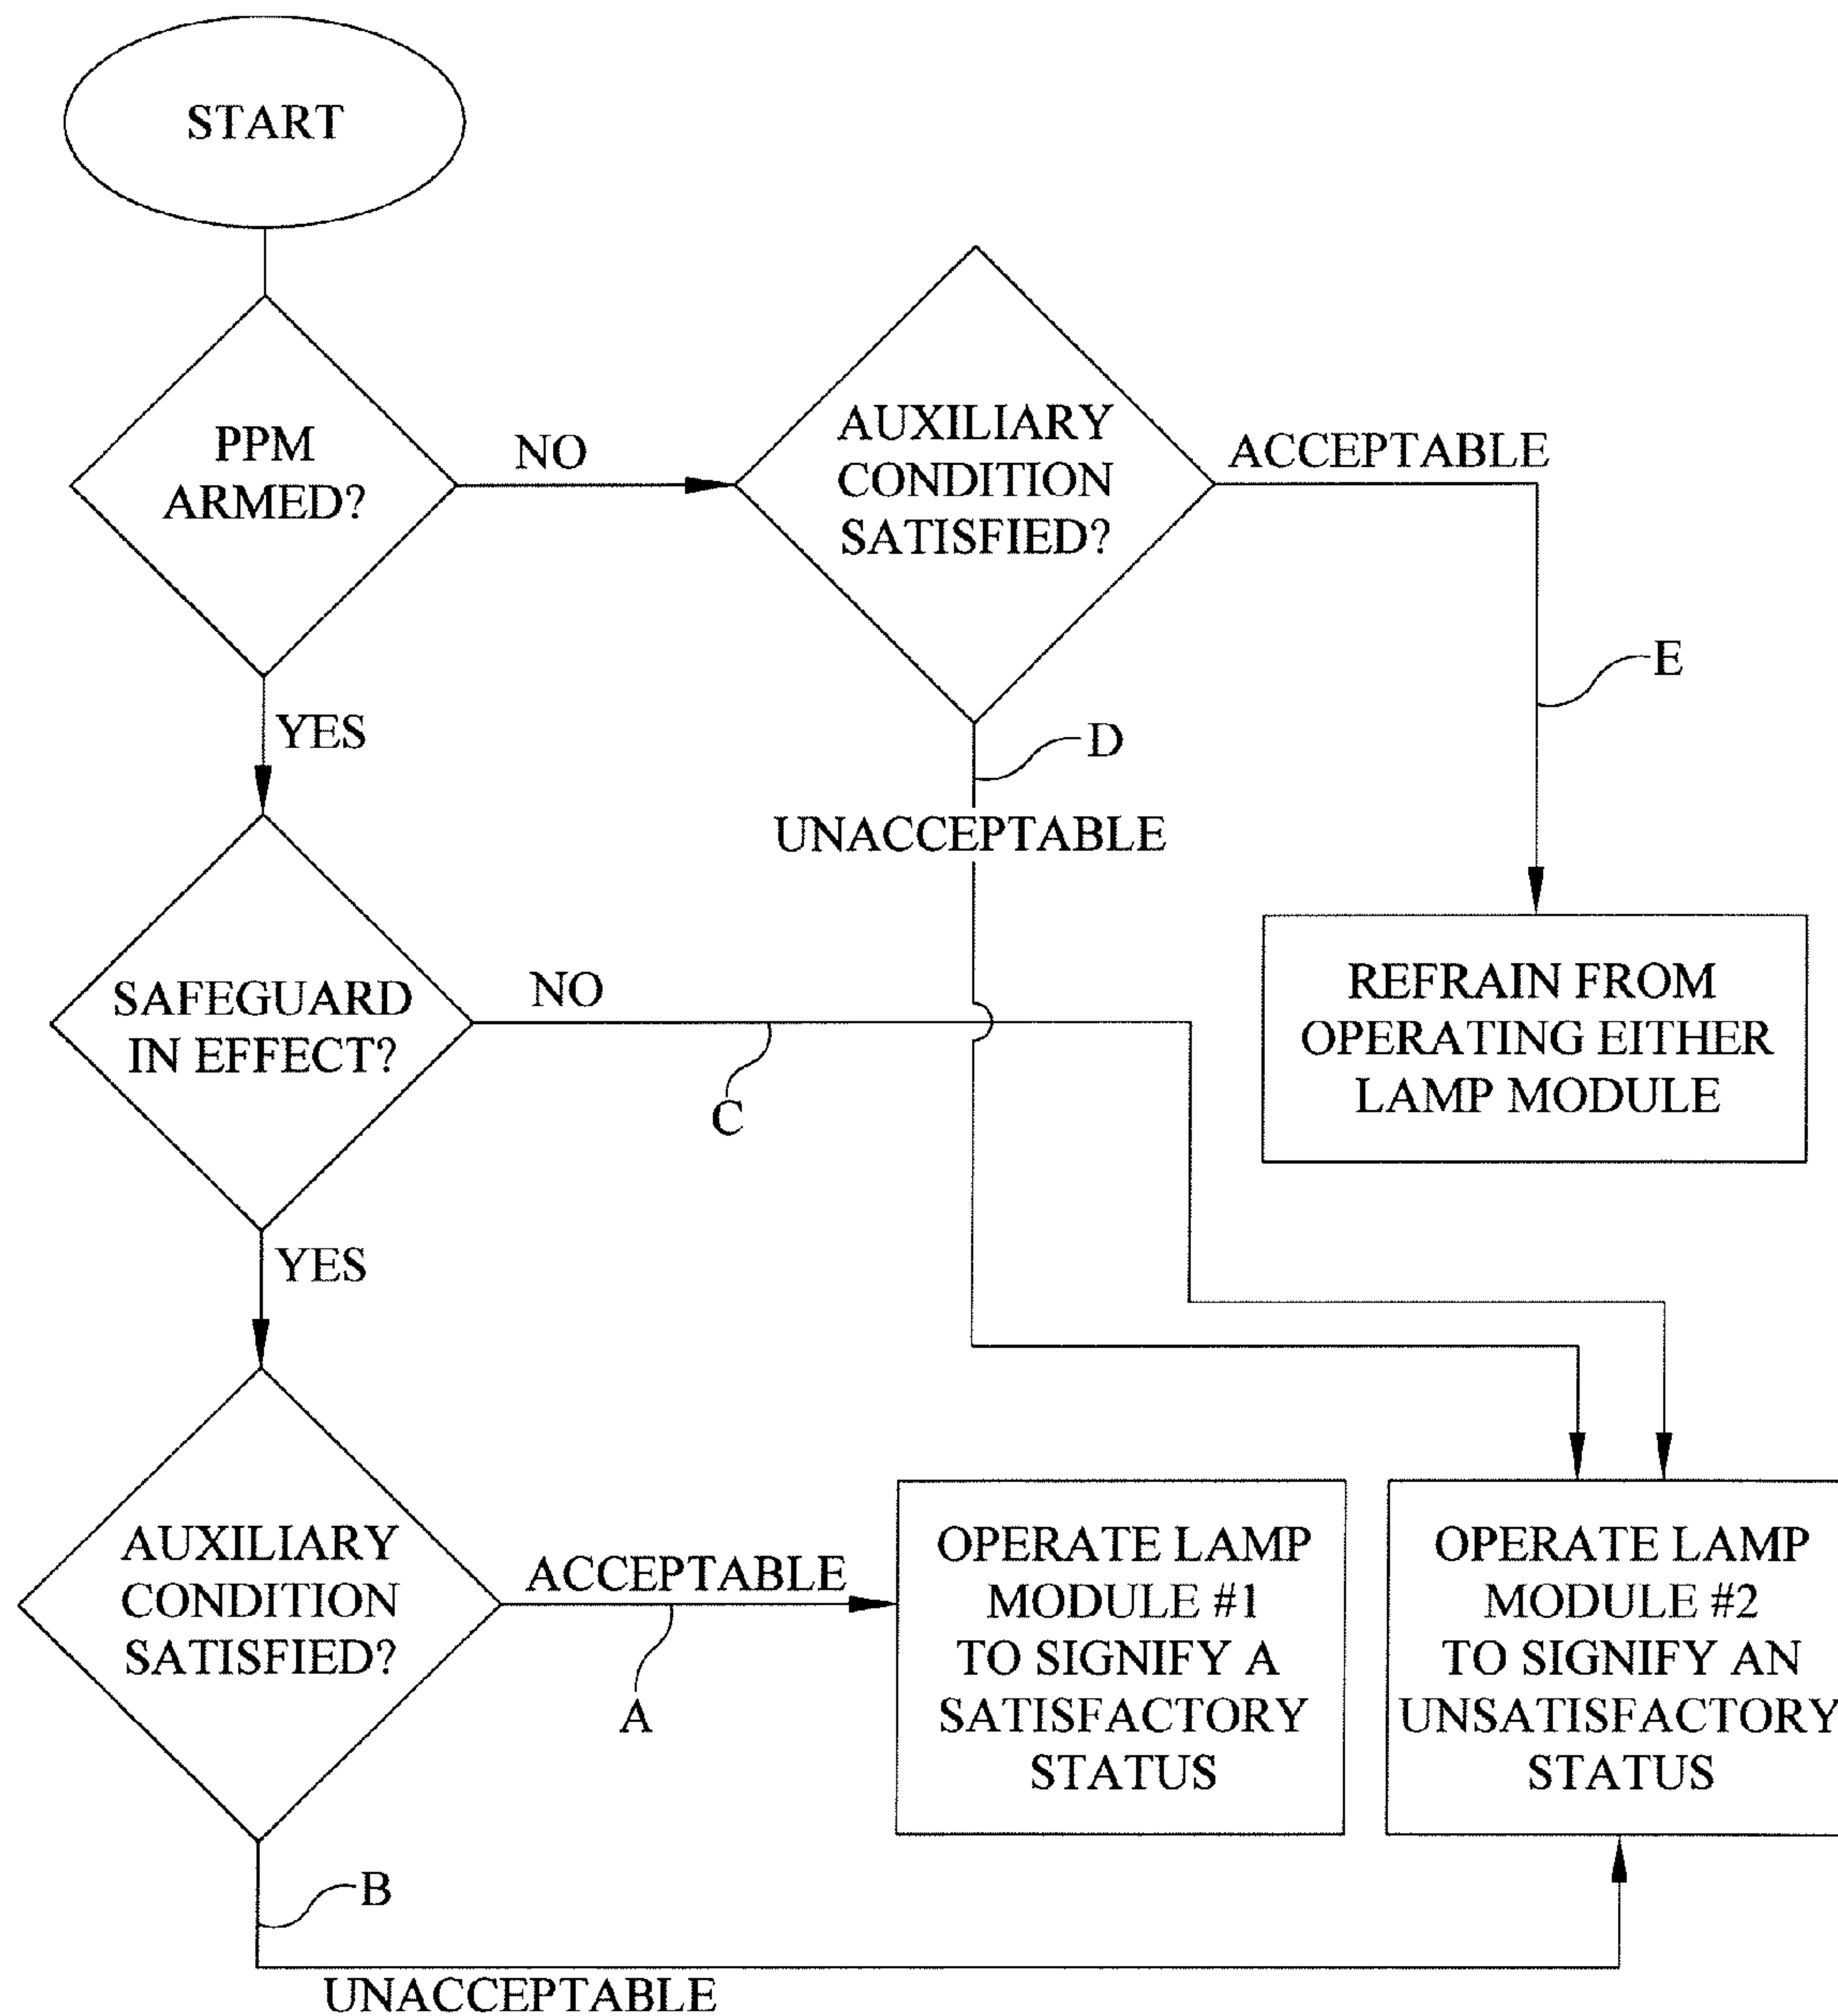 START
PPM
ARMED?
NO
AUXILIARY
CONDITION
SATISFIED?
ACCEPTABLE
E
YES
D
UNACCEPTABLE
SAFEGUARD
IN EFFECT?
NO
C
REFRAIN FROM
OPERATING EITHER
LAMP MODULE
YES
AUXILIARY
CONDITION
SATISFIED?
ACCEPTABLE
A
OPERATE LAMP
MODULE #1
TO SIGNIFY A
SATISFACTORY
STATUS
OPERATE LAMP
MODULE #2
TO SIGNIFY AN
UNSATISFACTORY
STATUS
B
UNACCEPTABLE